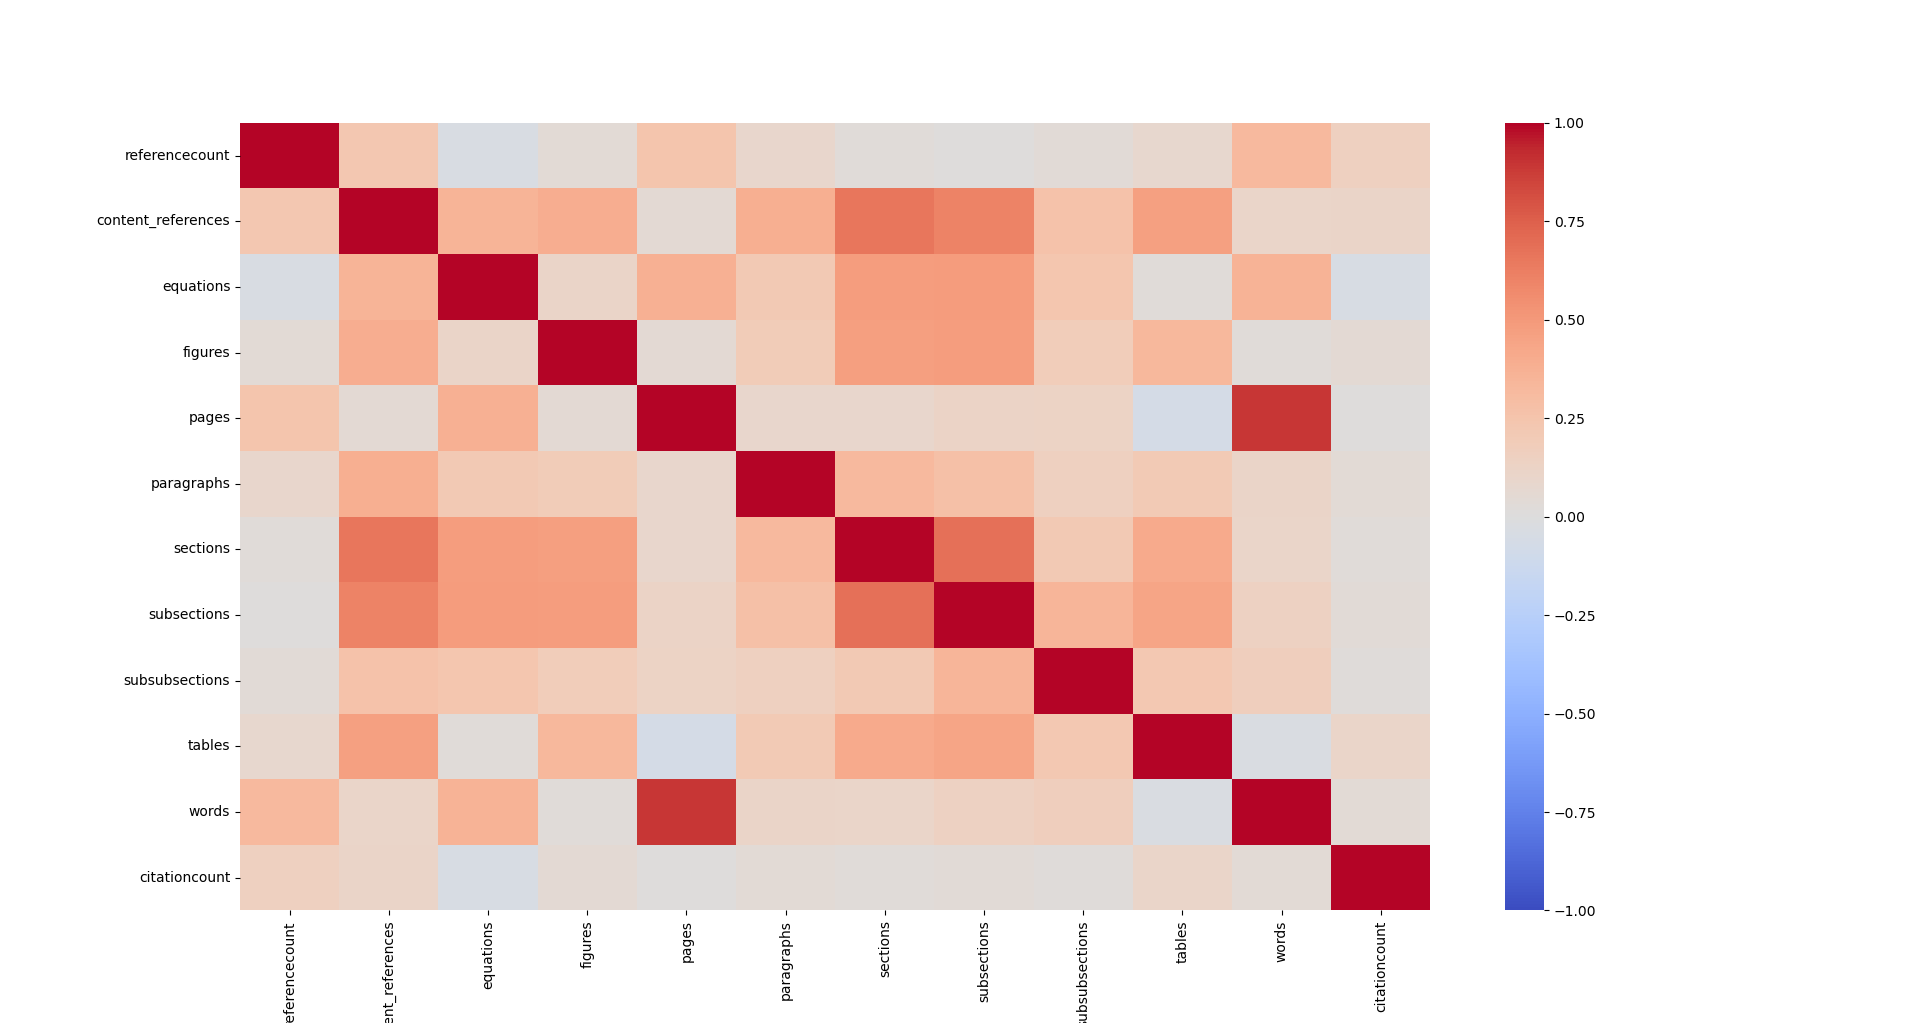 referencecount
content_references
equations
figures
pages
paragraphs
sections
subsections
subsubsections
tables
words
citationcount
eferencecount
ent_references
equations
figures
pages
paragraphs
sections
subsections
ubsubsections
tables
words
citationcount
1.00
0.75
0.50
0.25
0.00
−0.25
−0.50
−0.75
−1.00